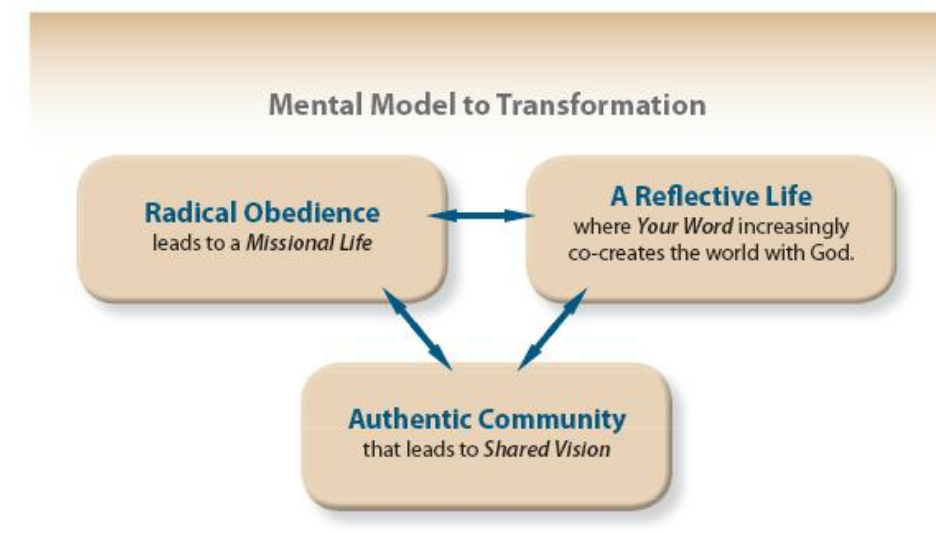 Mental Model to Transformation
Radical Obedience
leads to a Missional Life
A Reflective Life
where Your Word increasingly
co-creates the world with God.
Authentic Community
that leads to Shared Vision